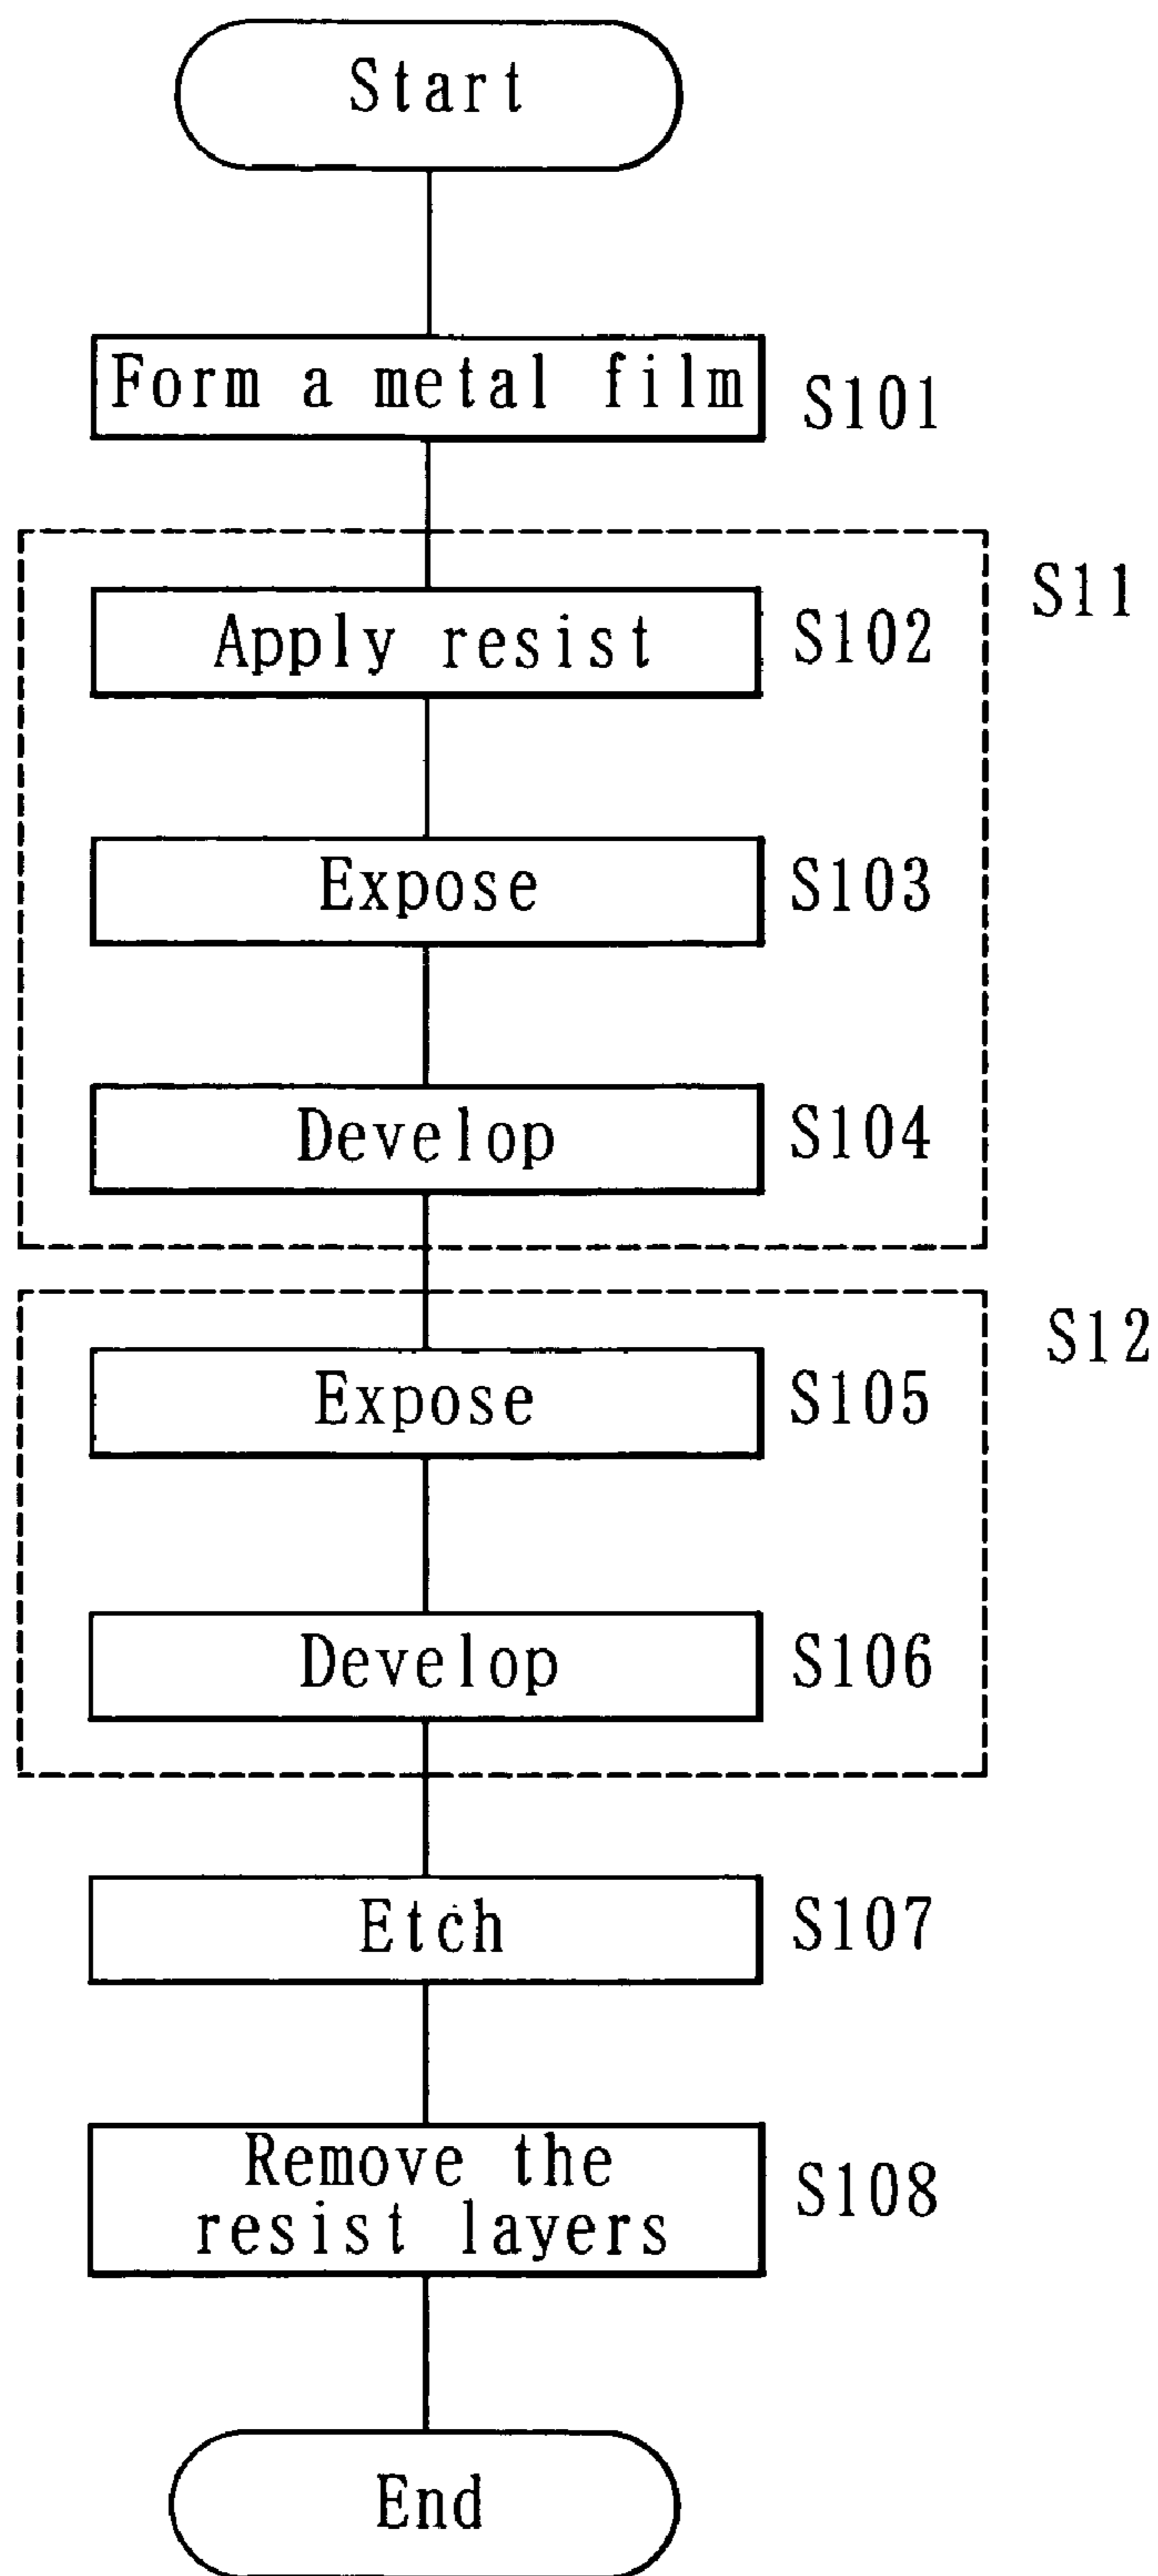 Start
Form a metal film
S101
S11
Apply resist
S102
Expose
S103
Develop
S104
S12
Expose
S105
Develop
S106
Etch
S107
Remove the
resist layers
S108
End